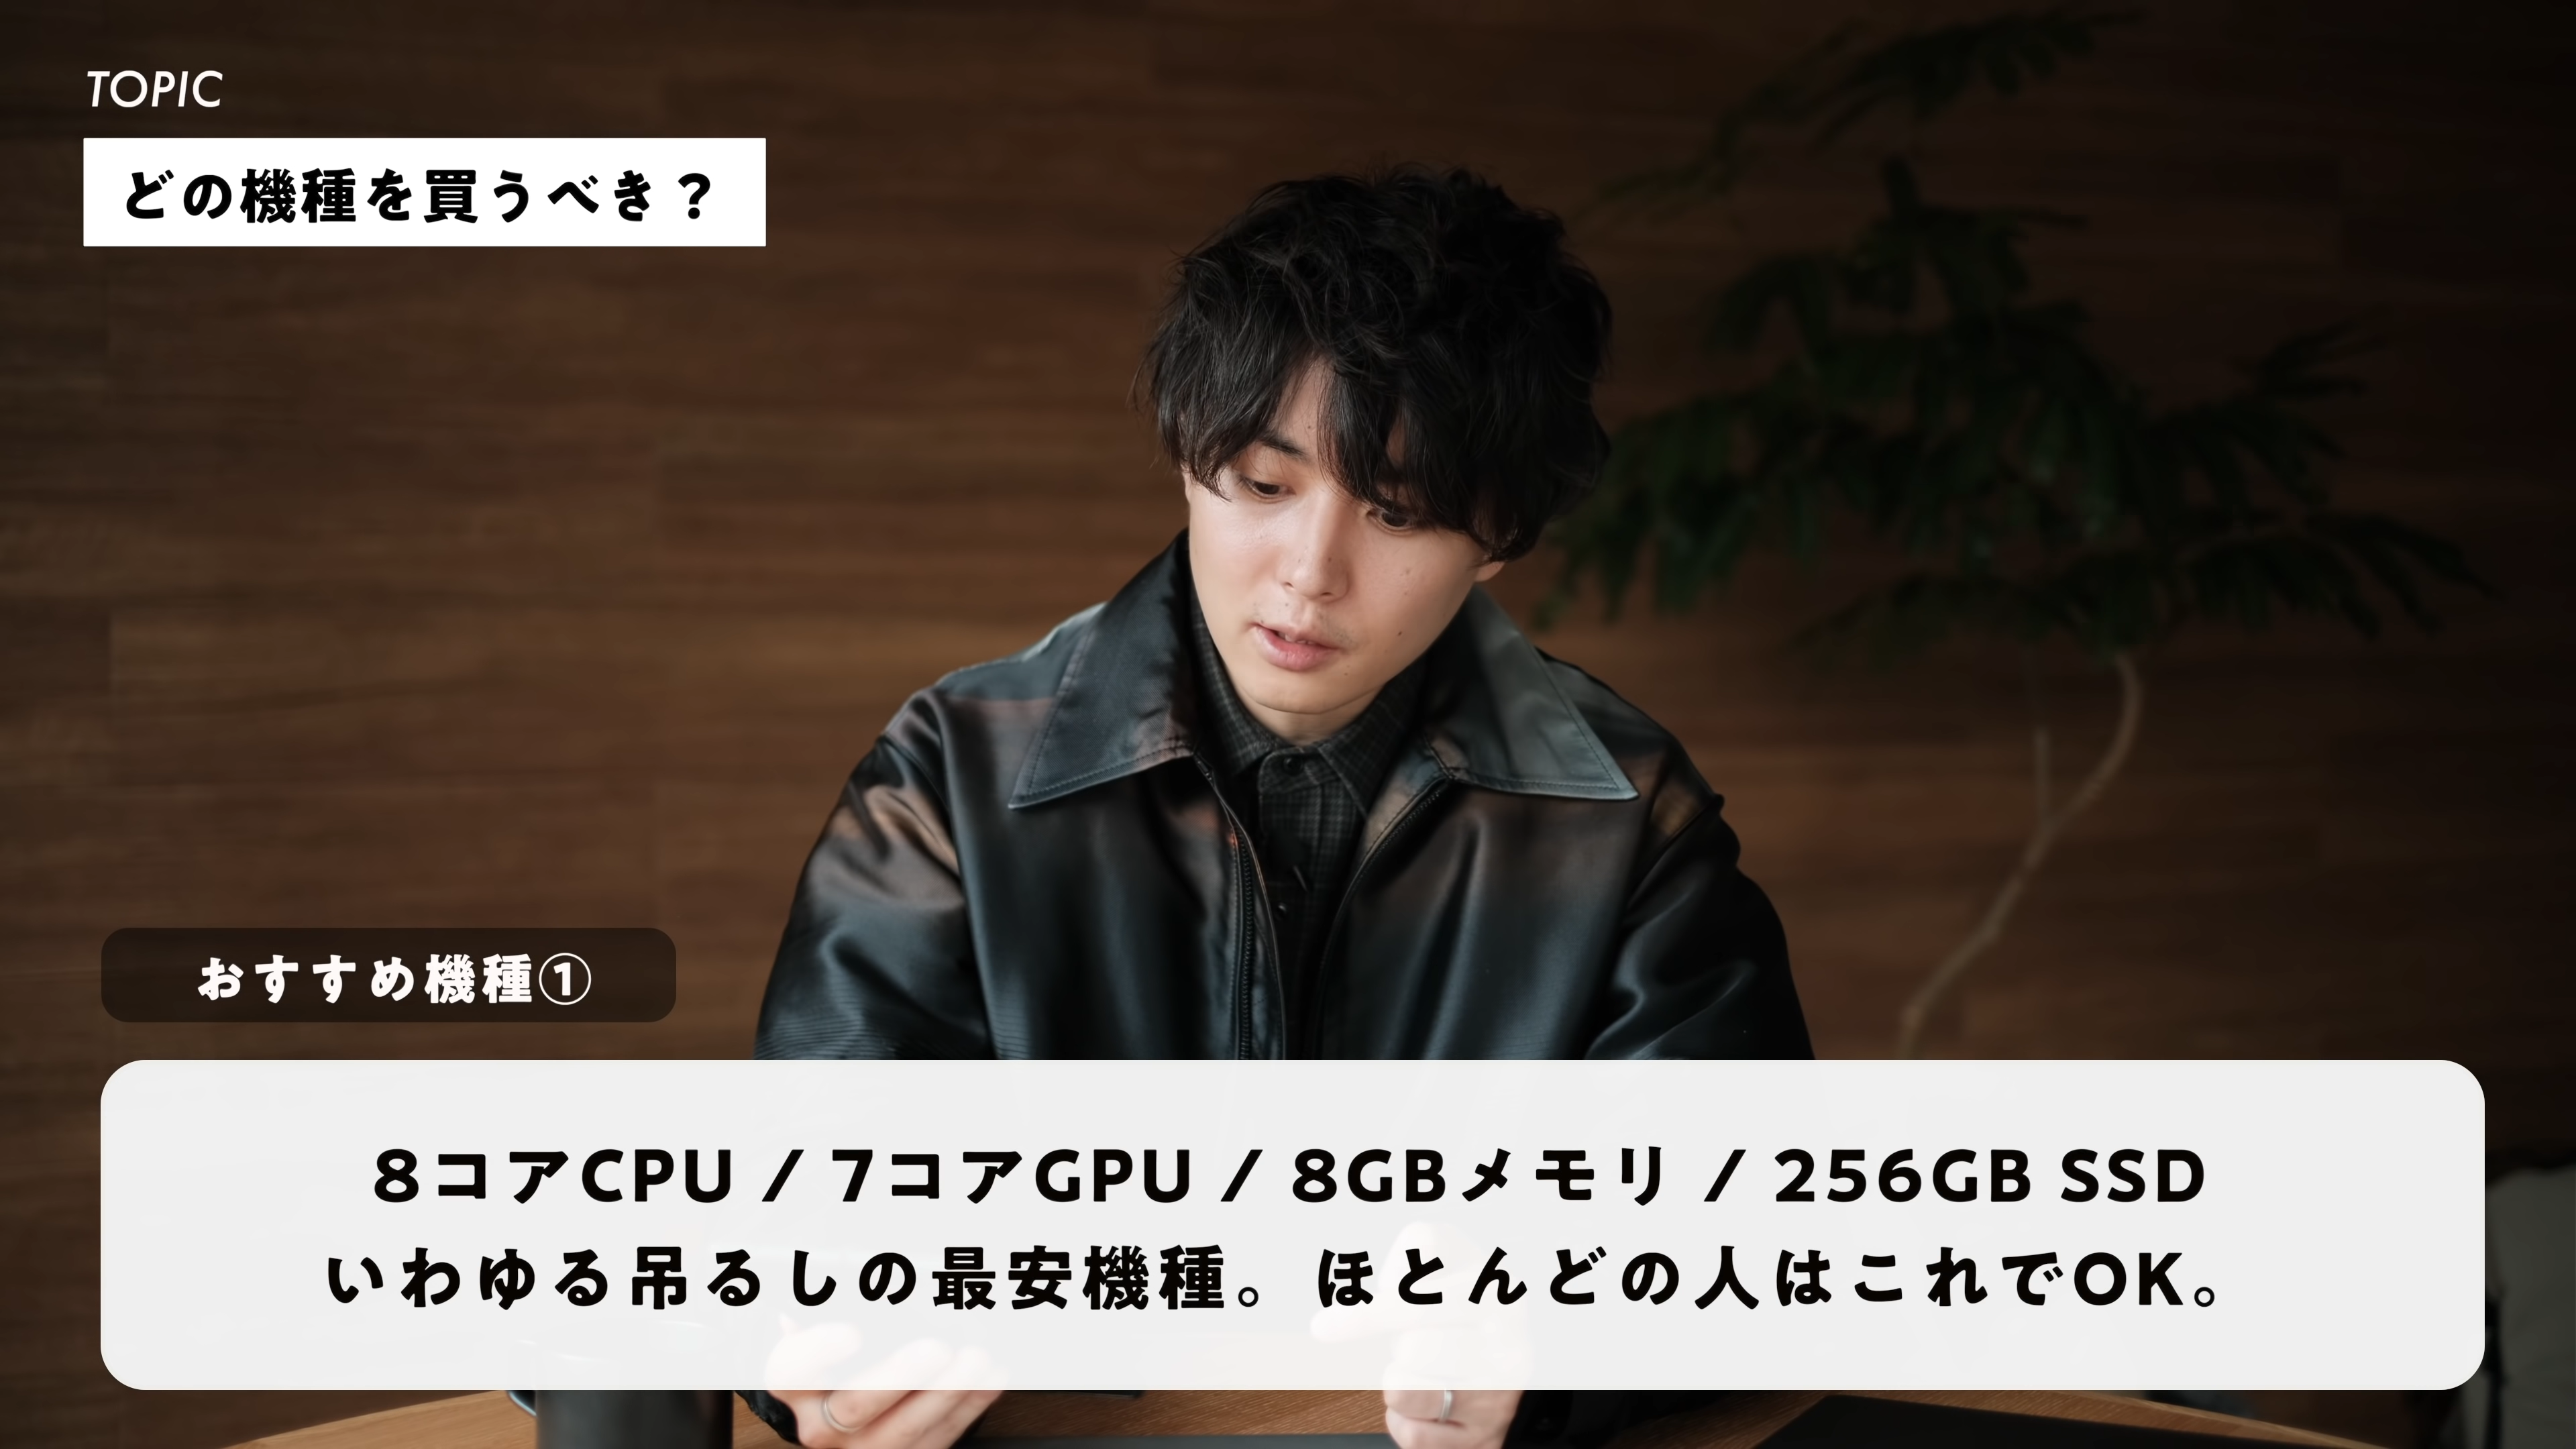 TOPIC
どの機種を買うべき？
おすすめ機種①
8コアCPU / 7コアGPU / 8GBメモリ / 256GB SSD
いわゆる吊るしの最安機種。ほとんどの人はこれでOK。